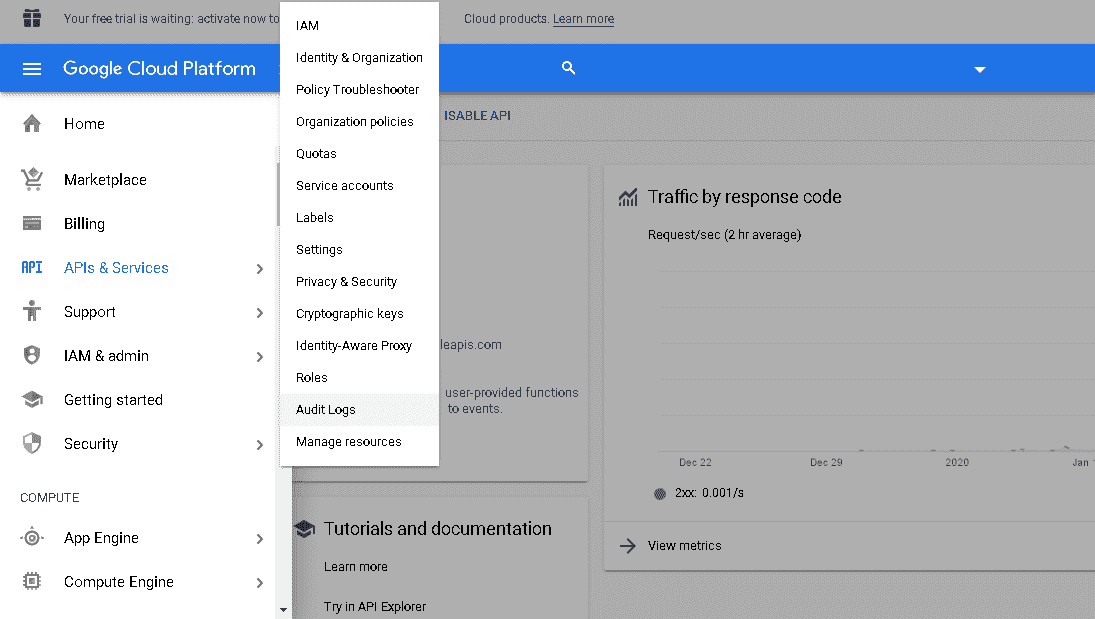 Your free trial is waiting: activate now to
Cloud products. Learn more
Google Cloud Platform
ISABLE API
Home
Marketplace
Billing
API APIs & Services
Support
IAM & admin
Getting started
Security
COMPUTE
App Engine
Compute Engine
IAM
Identity & Organization
Policy Troubleshooter
Organization policies
Quotas
Service accounts
Labels
Settings
Privacy & Security
Cryptographic keys
Identity-Aware Proxy
Roles
Audit Logs
Manage resources
leapis.com
user-provided functions
to events.
Tutorials and documentation
Learn more
Try in API Explorer
Traffic by response code
Request/sec (2 hr average)
Dec 22 Dec 29 2020 Jan
2xx: 0.001/s
View metrics